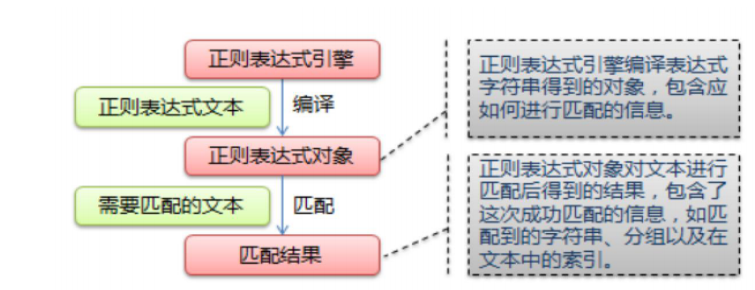 正则表达式引擎
正则表达式文本
编译
正则表达式对象
需要匹配的文本
匹配
匹配结果
正则表达式引擎编译表达式
字符串得到的对象，包含应
如何进行匹配的信息。
正则表达式对象对文本进行
匹配后得到的结果，包含了
这次成功匹配的信息，如匹
配到的字符串、分组以及在
文本中的索引。